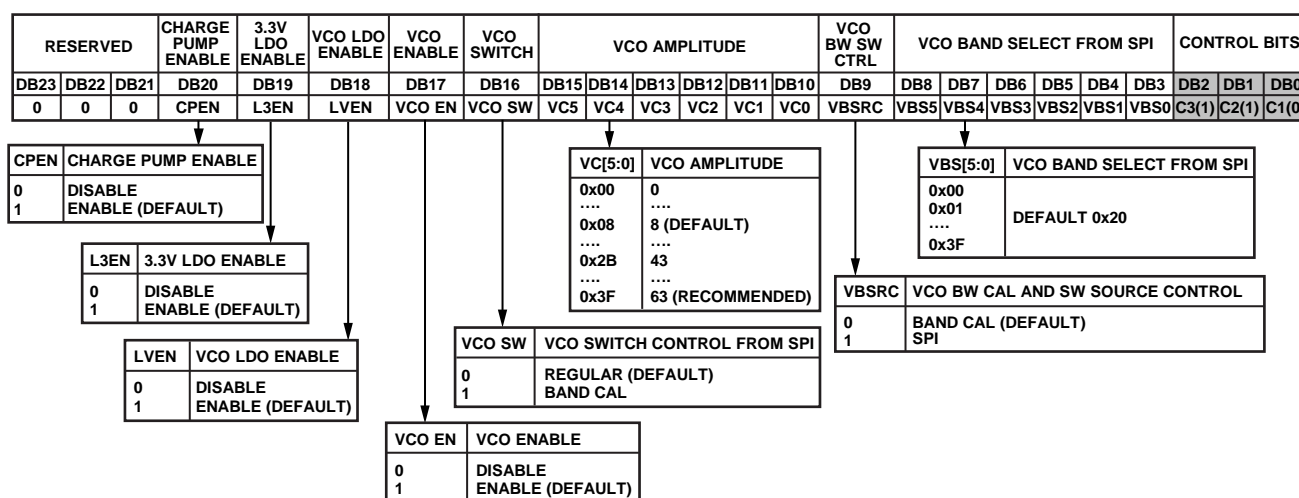 RESERVED
CHARGE PUMP ENABLE
3.3V LDO ENABLE
VCO LDO ENABLE
VCO ENABLE
VCO SWITCH
VCO AMPLITUDE
VCO BW SW CTRL
VCO BAND SELECT FROM SPI
CONTROL BITS
DB23 DB22 DB21 DB20 DB19 DB18 DB17 DB16 DB15 DB14 DB13 DB12 DB11 DB10 DB9 DB8 DB7 DB6 DB5 DB4 DB3 DB2 DB1 DB0
0 0 0 CPEN L3EN LVEN VCO EN VCO SW VC5 VC4 VC3 VC2 VC1 VC0 VBSRC VBS5 VBS4 VBS3 VBS2 VBS1 VBS0 C3(1) C2(1) C1(0
CPEN CHARGE PUMP ENABLE
0 DISABLE
1 ENABLE (DEFAULT)
L3EN 3.3V LDO ENABLE
0 DISABLE
1 ENABLE (DEFAULT)
LVEN VCO LDO ENABLE
0 DISABLE
1 ENABLE (DEFAULT)
VCO EN VCO ENABLE
0 DISABLE
1 ENABLE (DEFAULT)
VCO SW VCO SWITCH CONTROL FROM SPI
0 REGULAR (DEFAULT)
1 BAND CAL
VC[5:0] VCO AMPLITUDE
0x00 0
.... ....
0x08 8 (DEFAULT)
.... ....
0x2B 43
.... ....
0x3F 63 (RECOMMENDED)
VBSRC VCO BW CAL AND SW SOURCE CONTROL
0 BAND CAL (DEFAULT)
1 SPI
VBS[5:0] VCO BAND SELECT FROM SPI
0x00
0x01
....
0x3F
DEFAULT 0x20